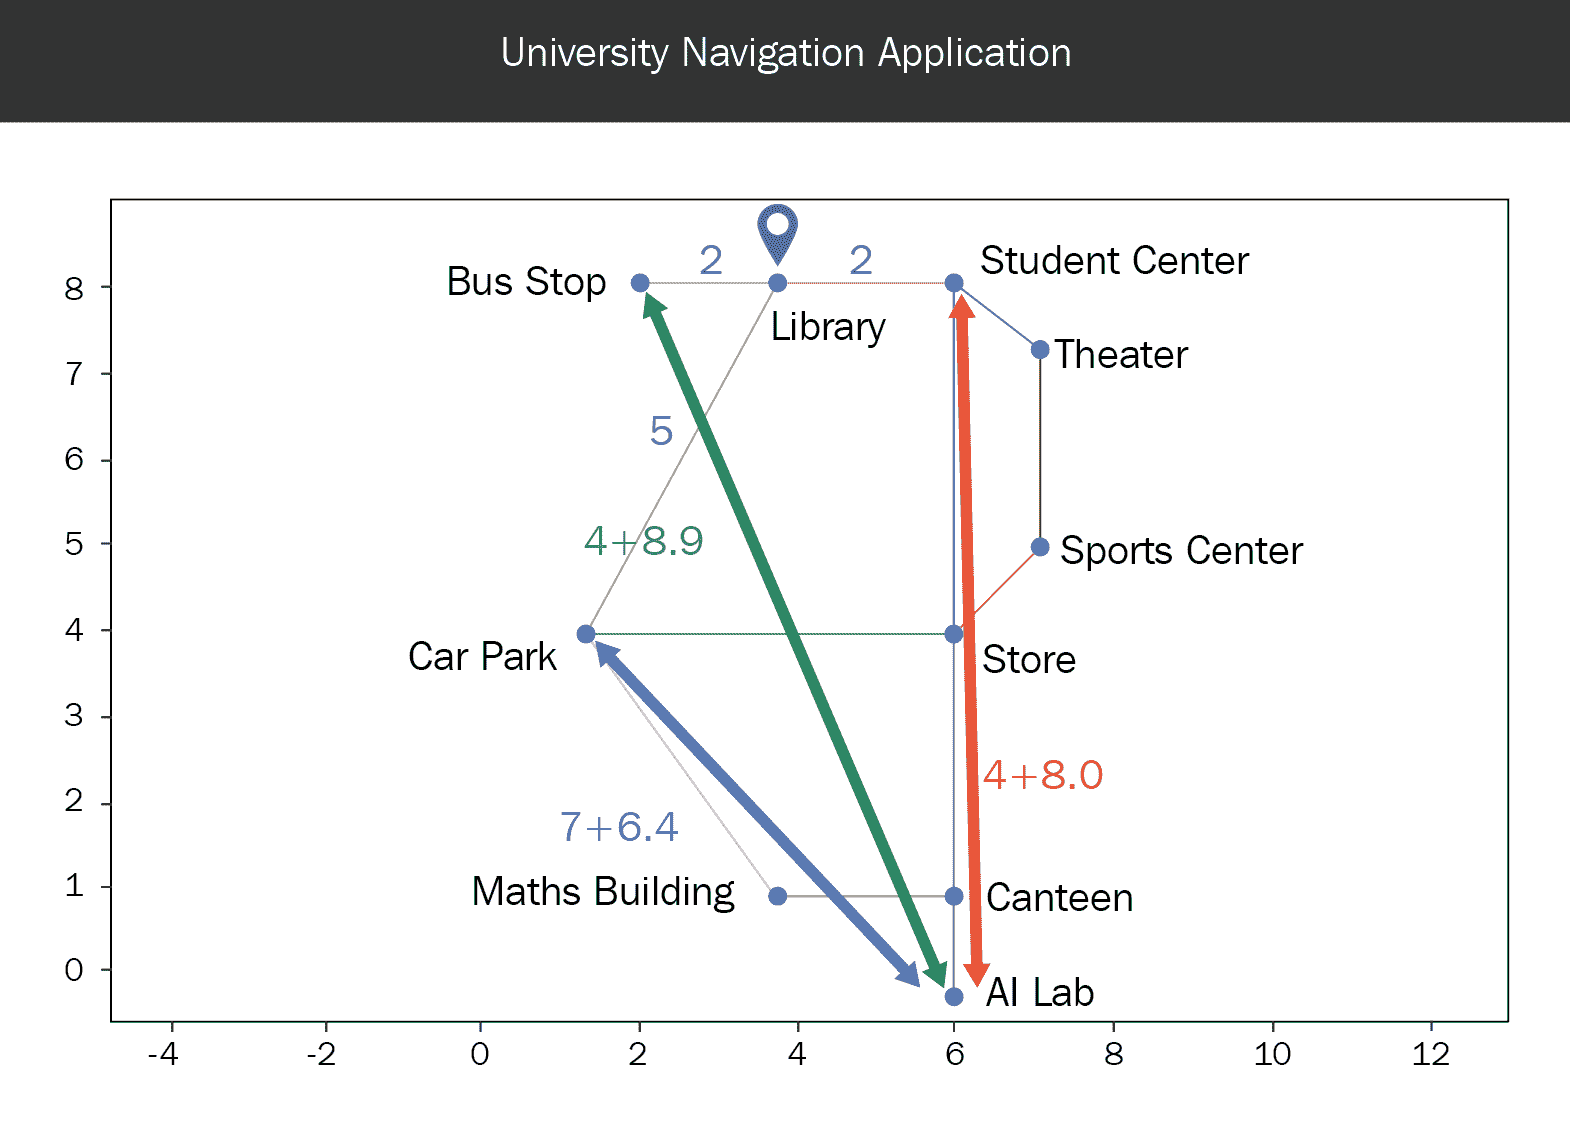 University Navigation Application
2
2
Student Center
Bus Stop
8
Library
Theater
7
5
6
4+8.9
5
Sports Center
4
Car Park
Store
3
4+8.0
2
7+6.4
1
Maths Building
Canteen
0
AI Lab
-4
-2
0
2
4
6
8
10
12